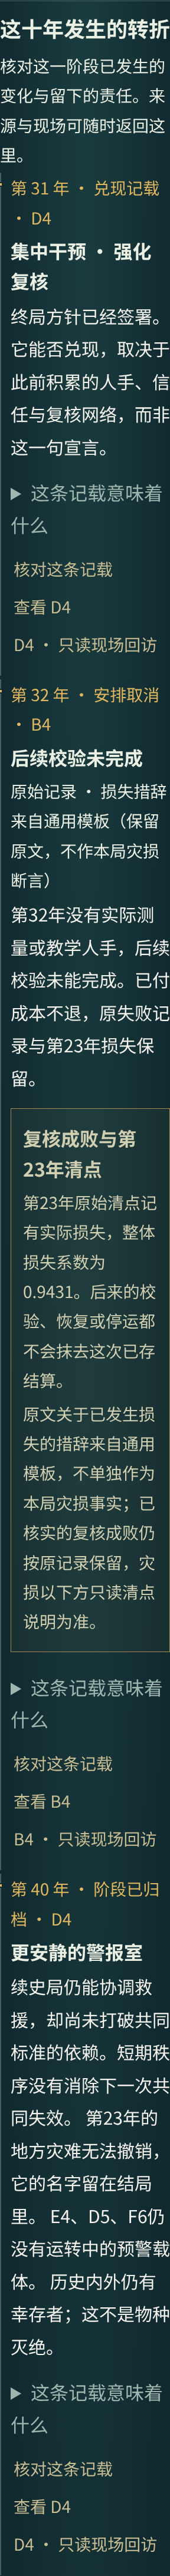 这十年发生的转折
核对这一阶段已发生的
变化与留下的责任。来
源与现场可随时返回这
里。
第 31 年 · 兑现记载
· D4
集中干预 · 强化
复核
终局方针已经签署。
它能否兑现，取决于
此前积累的人手、信
任与复核网络，而非
这一句宣言。
▶ 这条记载意味着
什么
核对这条记载
查看 D4
D4 · 只读现场回访
第 32 年 · 安排取消
· B4
后续校验未完成
原始记录 · 损失措辞
来自通用模板（保留
原文，不作本局灾损
断言）
第32年没有实际测
量或教学人手，后续
校验未能完成。已付
成本不退，原失败记
录与第23年损失保
留。
复核成败与第
23年清点
第23年原始清点记
有实际损失，整体
损失系数为
0.9431。后来的校
验、恢复或停运都
不会抹去这次已存
结算。
原文关于已发生损
失的措辞来自通用
模板，不单独作为
本局灾损事实；已
核实的复核成败仍
按原记录保留，灾
损以下方只读清点
说明为准。
▶ 这条记载意味着
什么
核对这条记载
查看 B4
B4 · 只读现场回访
第 40 年 · 阶段已归
档 · D4
更安静的警报室
续史局仍能协调救
援，却尚未打破共同
标准的依赖。短期秩
序没有消除下一次共
同失效。 第23年的
地方灾难无法撤销，
它的名字留在结局
里。 E4、D5、F6仍
没有运转中的预警载
体。 历史内外仍有
幸存者；这不是物种
灭绝。
▶ 这条记载意味着
什么
核对这条记载
查看 D4
D4 · 只读现场回访